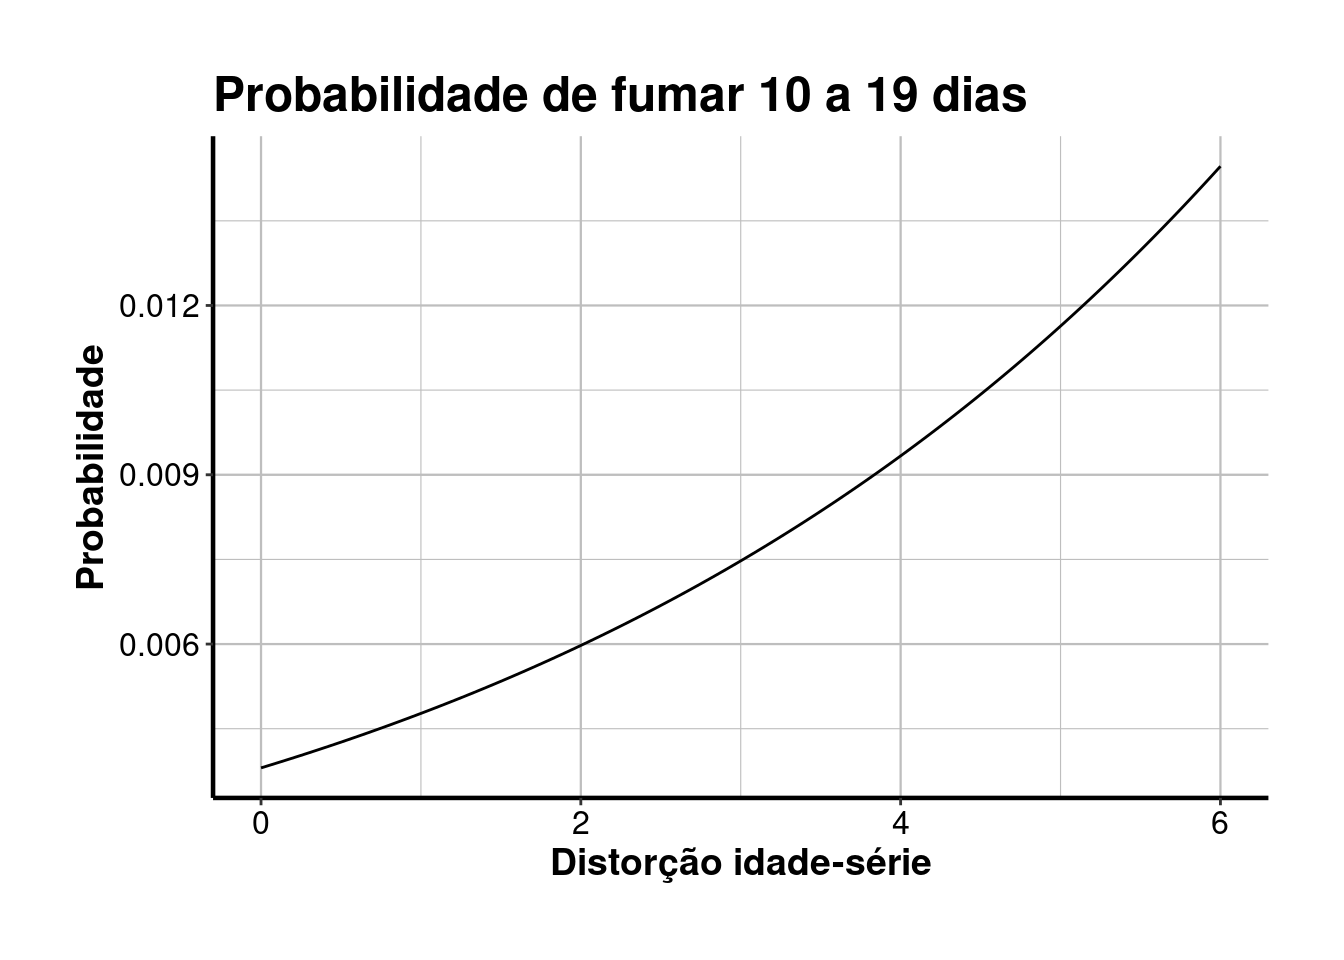 Probabilidade de fumar 10 a 19 dias
Probabilidade
0.012
0.009
0.006
0 2 4 6
Distorção idade-série